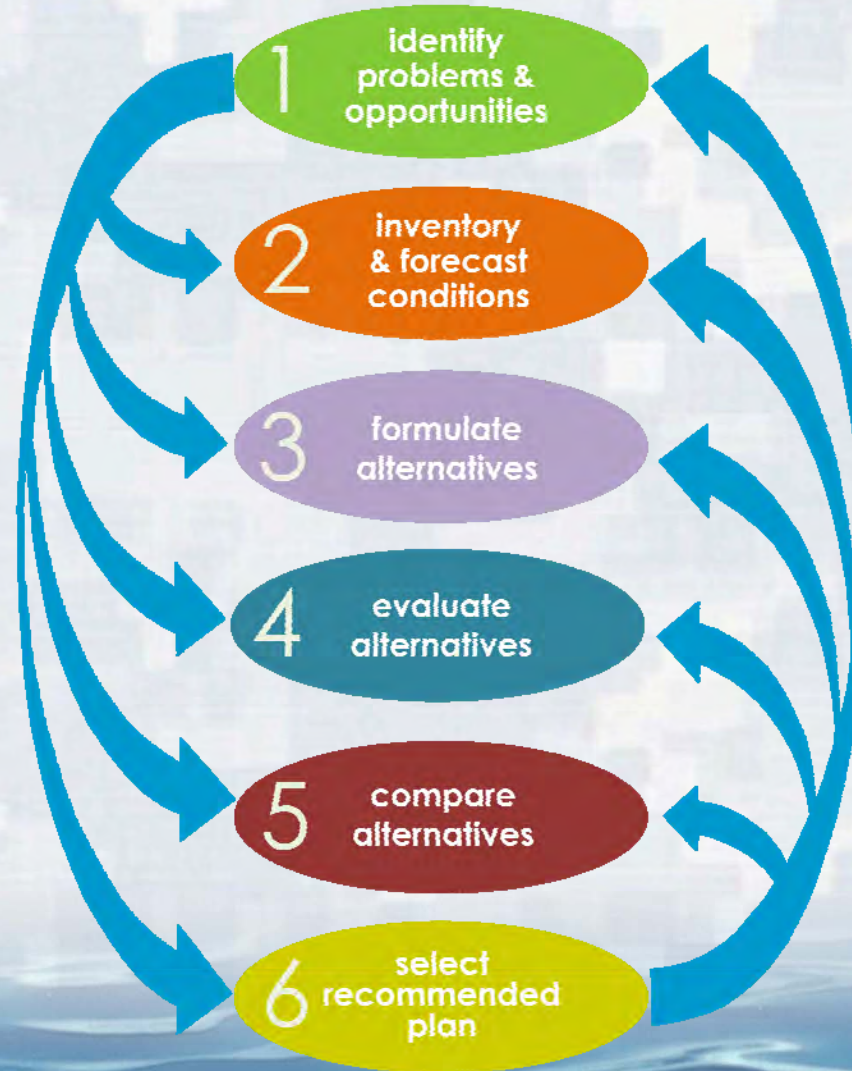 1
identify
problems &
opportunities
2
inventory
& forecast
conditions
3
formulate
alternatives
4
evaluate
alternatives
5
compare
alternatives
6
select
recommended
plan